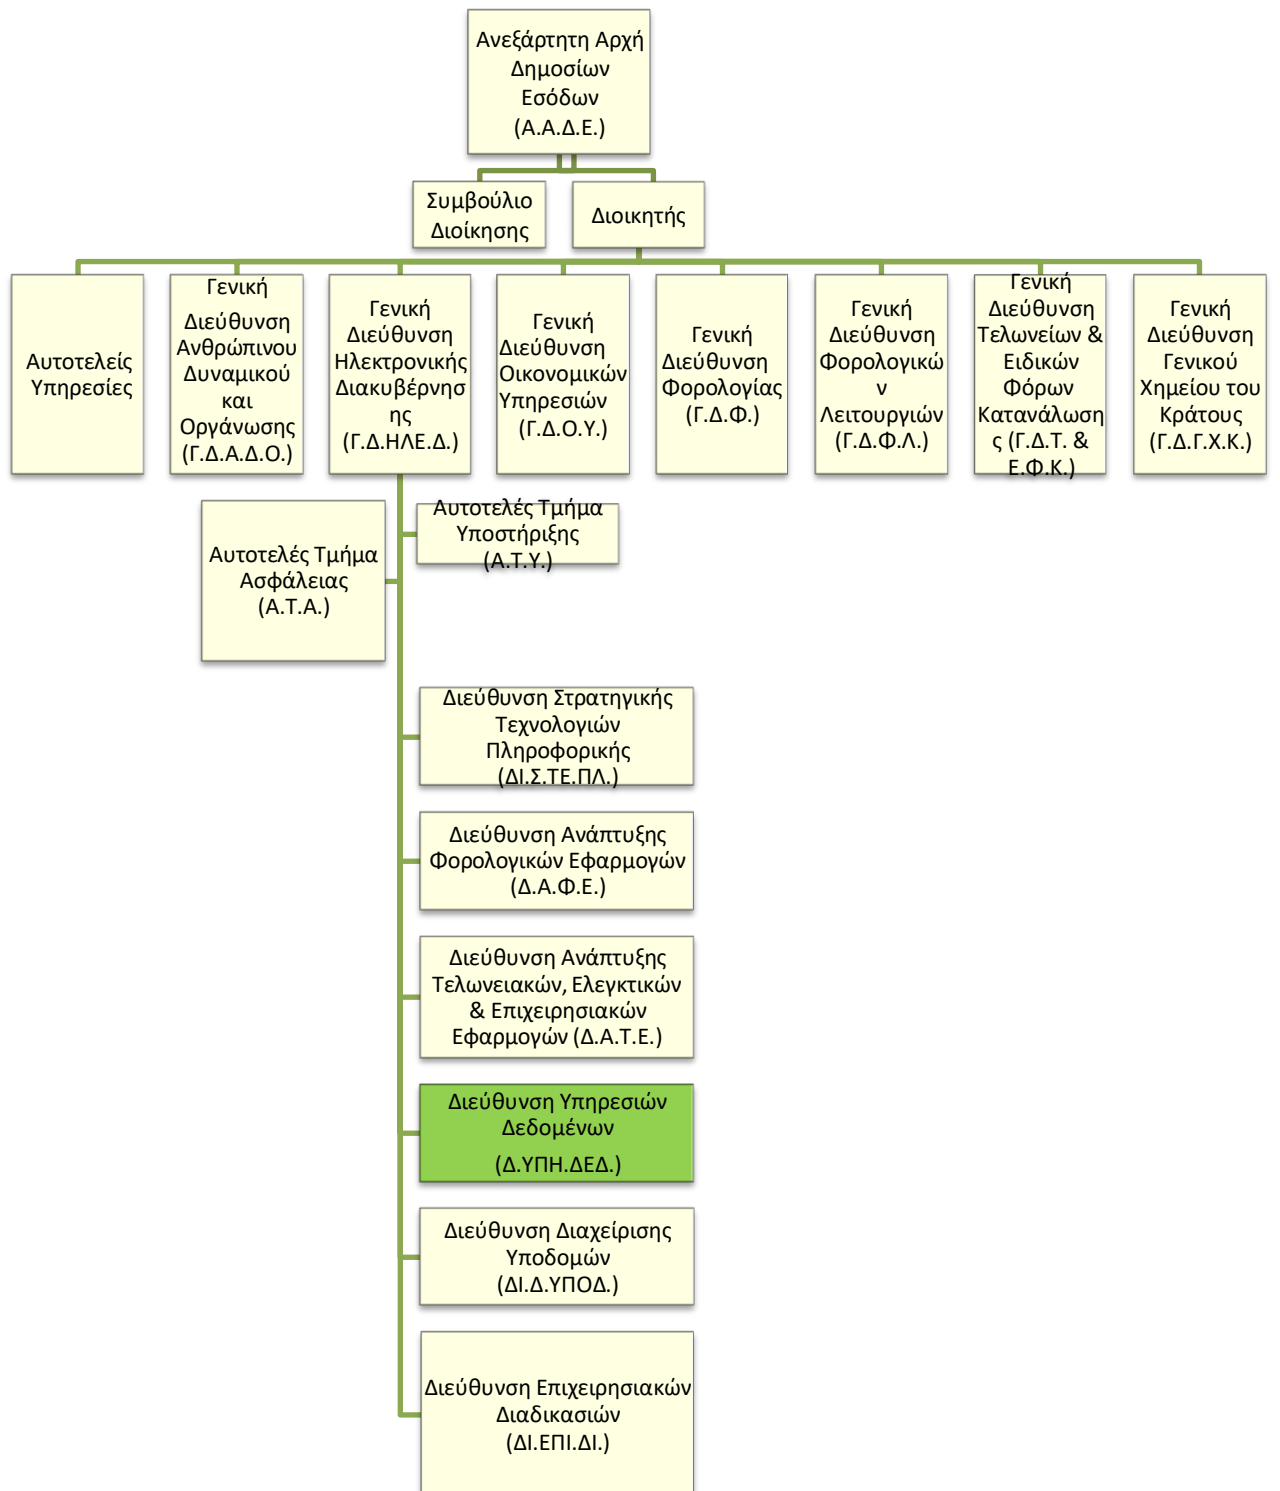 Ανεξάρτητη Αρχή
Δημοσίων
Εσόδων
(Α.Α.Δ.Ε.)
Συμβούλιο
Διοίκησης
Διοικητής
Αυτοτελείς
Υπηρεσίες
Γενική
Διεύθυνση
Ανθρώπινου
Δυναμικού
και
Οργάνωσης
(Γ.Δ.Α.Δ.Ο.)
Γενική
Διεύθυνση
Ηλεκτρονικής
Διακυβέρνησ
ης
(Γ.Δ.ΗΛΕ.Δ.)
Γενική
Διεύθυνση
Οικονομικών
Υπηρεσιών
(Γ.Δ.Ο.Υ.)
Γενική
Διεύθυνση
Φορολογίας
(Γ.Δ.Φ.)
Γενική
Διεύθυνση
Φορολογικώ
ν
Λειτουργιών
(Γ.Δ.Φ.Λ.)
Γενική
Διεύθυνση
Τελωνείων &
Ειδικών
Φόρων
Κατανάλωση
ς (Γ.Δ.Τ. &
Ε.Φ.Κ.)
Γενική
Διεύθυνση
Γενικού
Χημείου του
Κράτους
(Γ.Δ.Γ.Χ.Κ.)
Αυτοτελές Τμήμα
Υποστήριξης
(Α.Τ.Υ.)
Αυτοτελές Τμήμα
Ασφάλειας
(Α.Τ.Α.)
Διεύθυνση Στρατηγικής
Τεχνολογιών
Πληροφορικής
(ΔΙ.Σ.ΤΕ.ΠΛ.)
Διεύθυνση Ανάπτυξης
Φορολογικών Εφαρμογών
(Δ.Α.Φ.Ε.)
Διεύθυνση Ανάπτυξης
Τελωνειακών, Ελεγκτικών
& Επιχειρησιακών
Εφαρμογών (Δ.Α.Τ.Ε.)
Διεύθυνση Υπηρεσιών
Δεδομένων
(Δ.ΥΠΗ.ΔΕΔ.)
Διεύθυνση Διαχείρισης
Υποδομών
(ΔΙ.Δ.ΥΠΟΔ.)
Διεύθυνση Επιχειρησιακών
Διαδικασιών
(ΔΙ.ΕΠΙ.ΔΙ.)